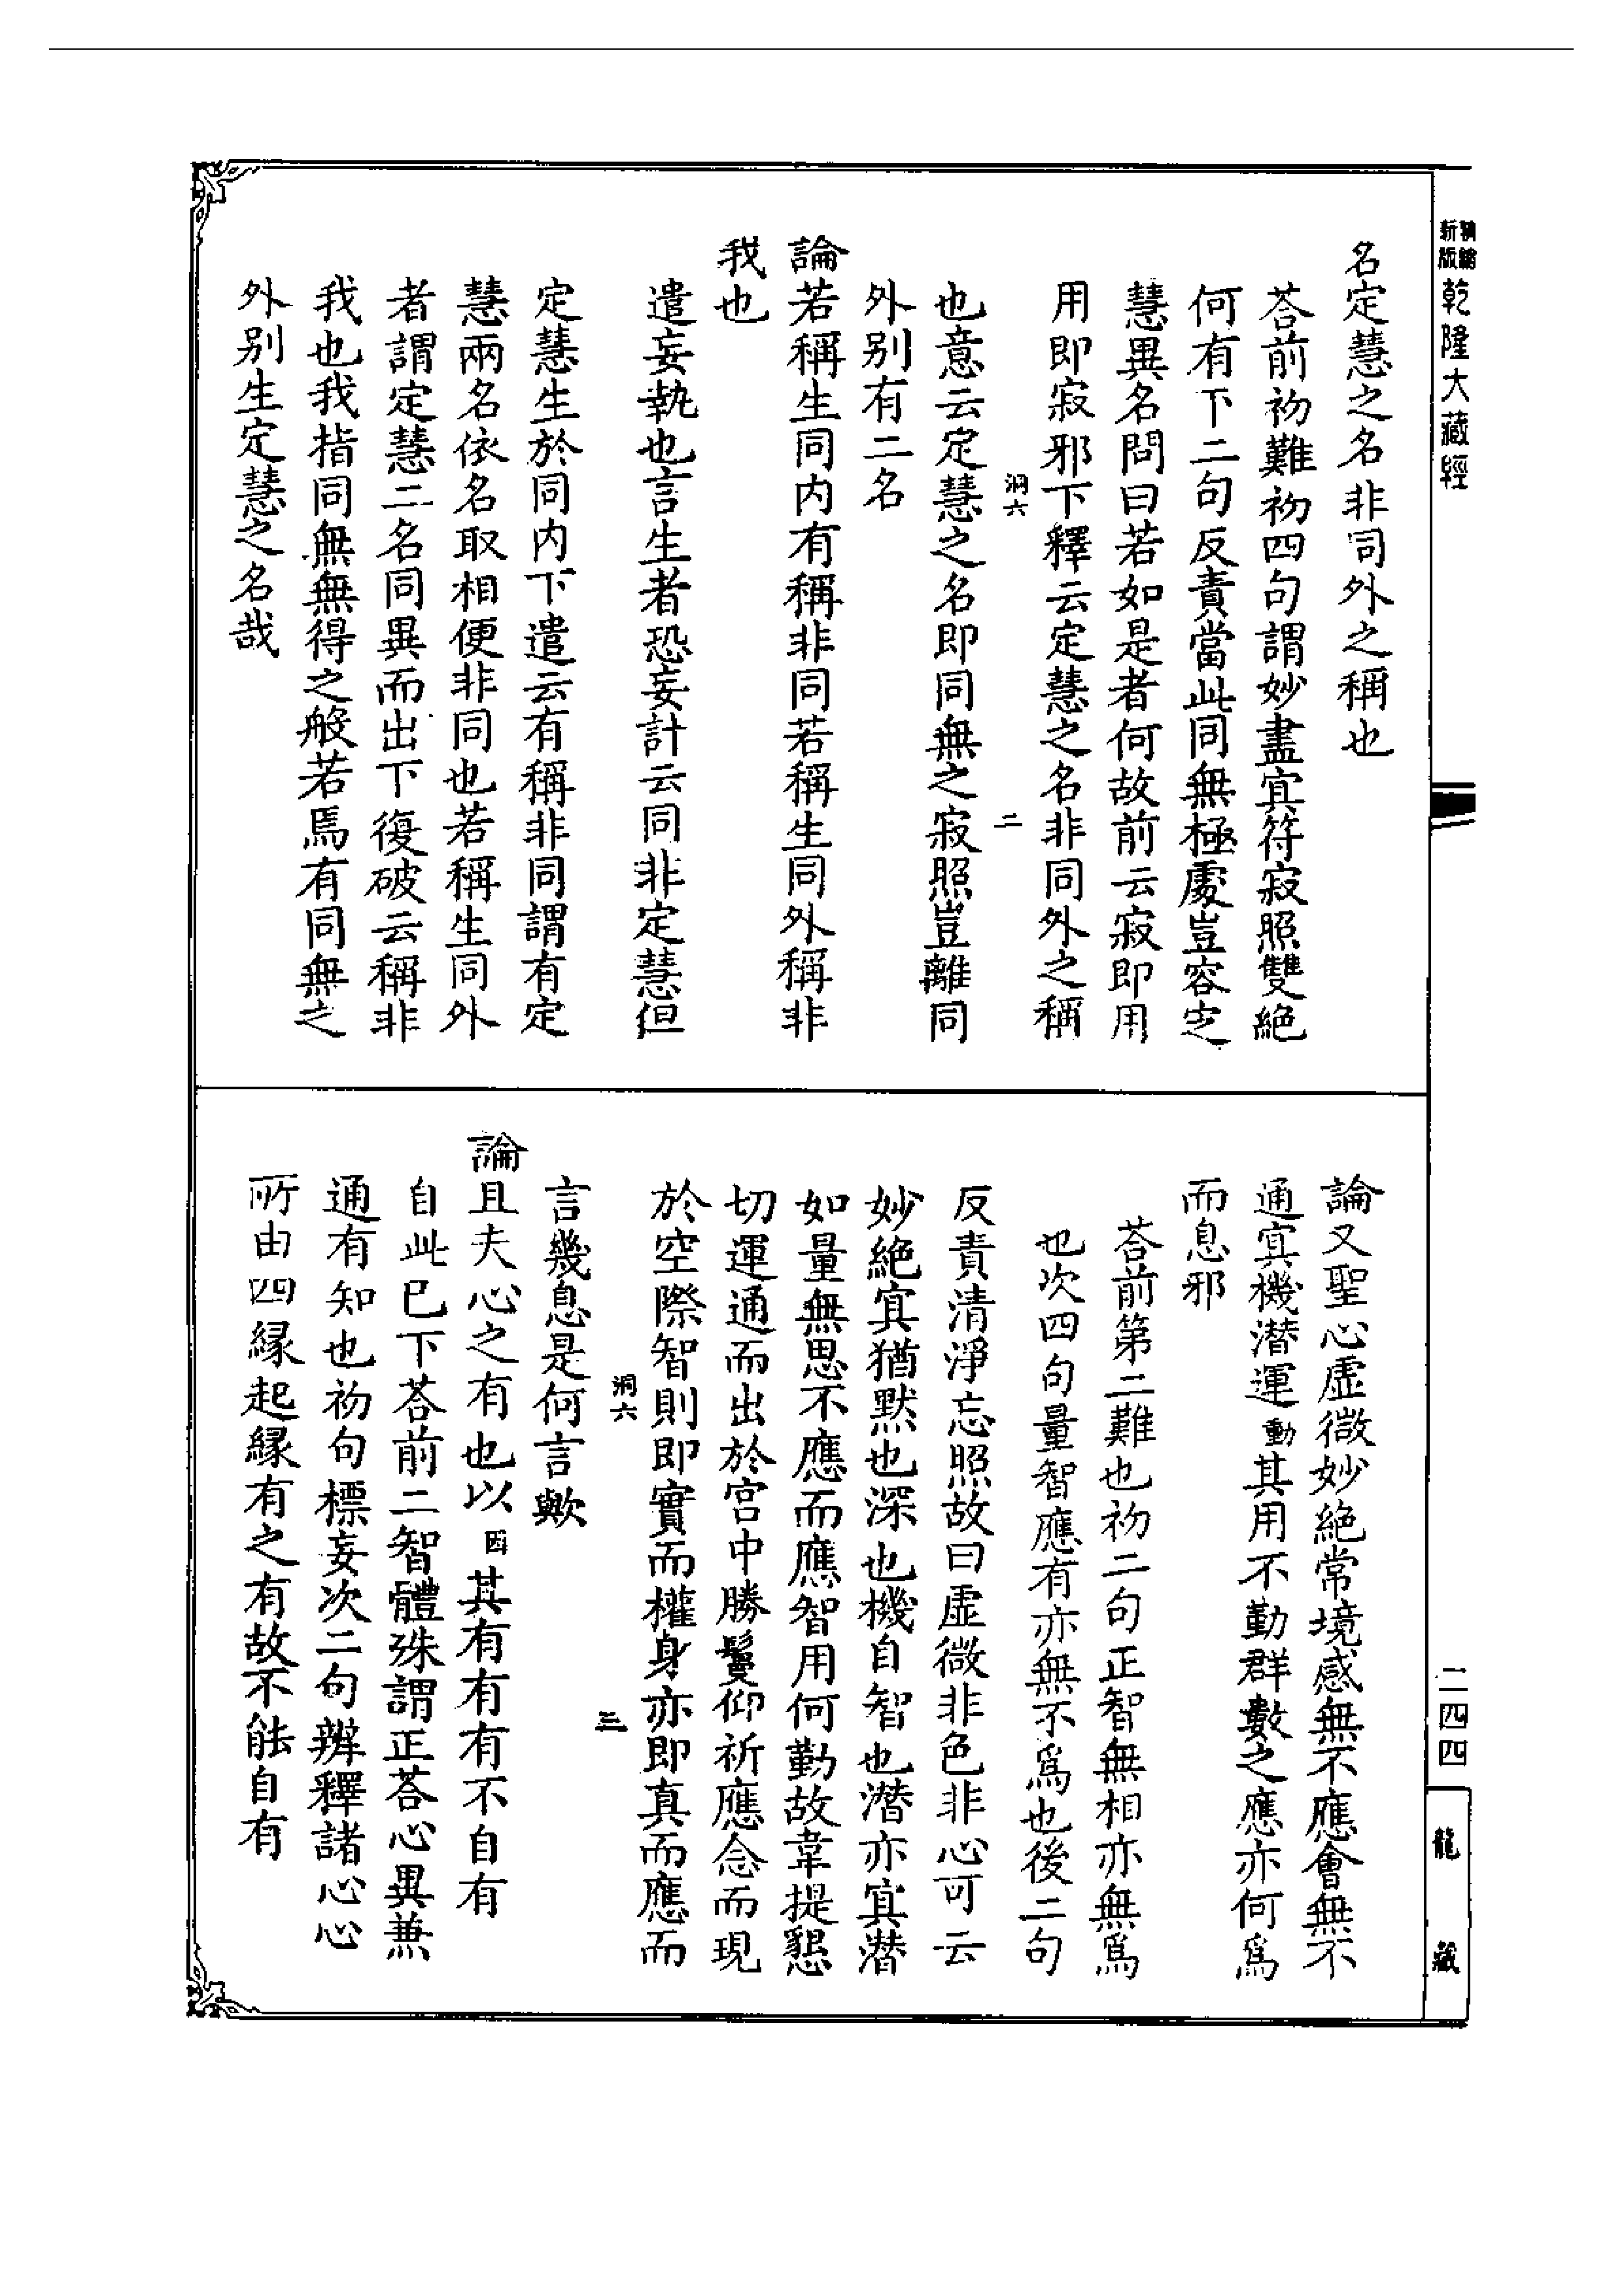 精縮新版乾隆大藏經
名定慧之名非同外之稱也
荅前初難初四句謂妙盡㝠符寂照雙絶
何有下二句反責當此同無極處豈容定
慧異名問曰若如是者何故前云寂即用
用即寂邪下釋云定慧之名非同外之稱
洞六 二
也意云定慧之名即同無之寂照豈離同
外别有二名
論若稱生同内有稱非同若稱生同外稱非
我也
遣妄執也言生者恐妄計云同非定慧但
定慧生於同内下遣云有稱非同謂有定
慧兩名依名取相便非同也若稱生同外
者謂定慧二名同異而出下復破云稱非
我也我指同無無得之般若焉有同無之
外别生定慧之名哉
論又聖心虛微妙絶常境感無不應會無不
通㝠機潜運動其用不勤群數之應亦何爲
而息邪
荅前第二難也初二句正智無相亦無爲
也次四句量智應有亦無不爲也後二句
反責清淨忘照故曰虛微非色非心可云
妙絶㝠猶默也深也機自智也潜亦㝠潜
如量無思不應而應智用何勤故韋提懇
切運通而出於宫中勝鬘仰祈應念而現
於空際智則即實而權身亦即真而應而
洞六 三
言幾息是何言歟
論且夫心之有也以因其有有有不自有
自此已下荅前二智體殊謂正荅心異兼
通有知也初句標妄次二句辨釋諸心心
所由四緣起緣有之有故不能自有
二四四
龍藏